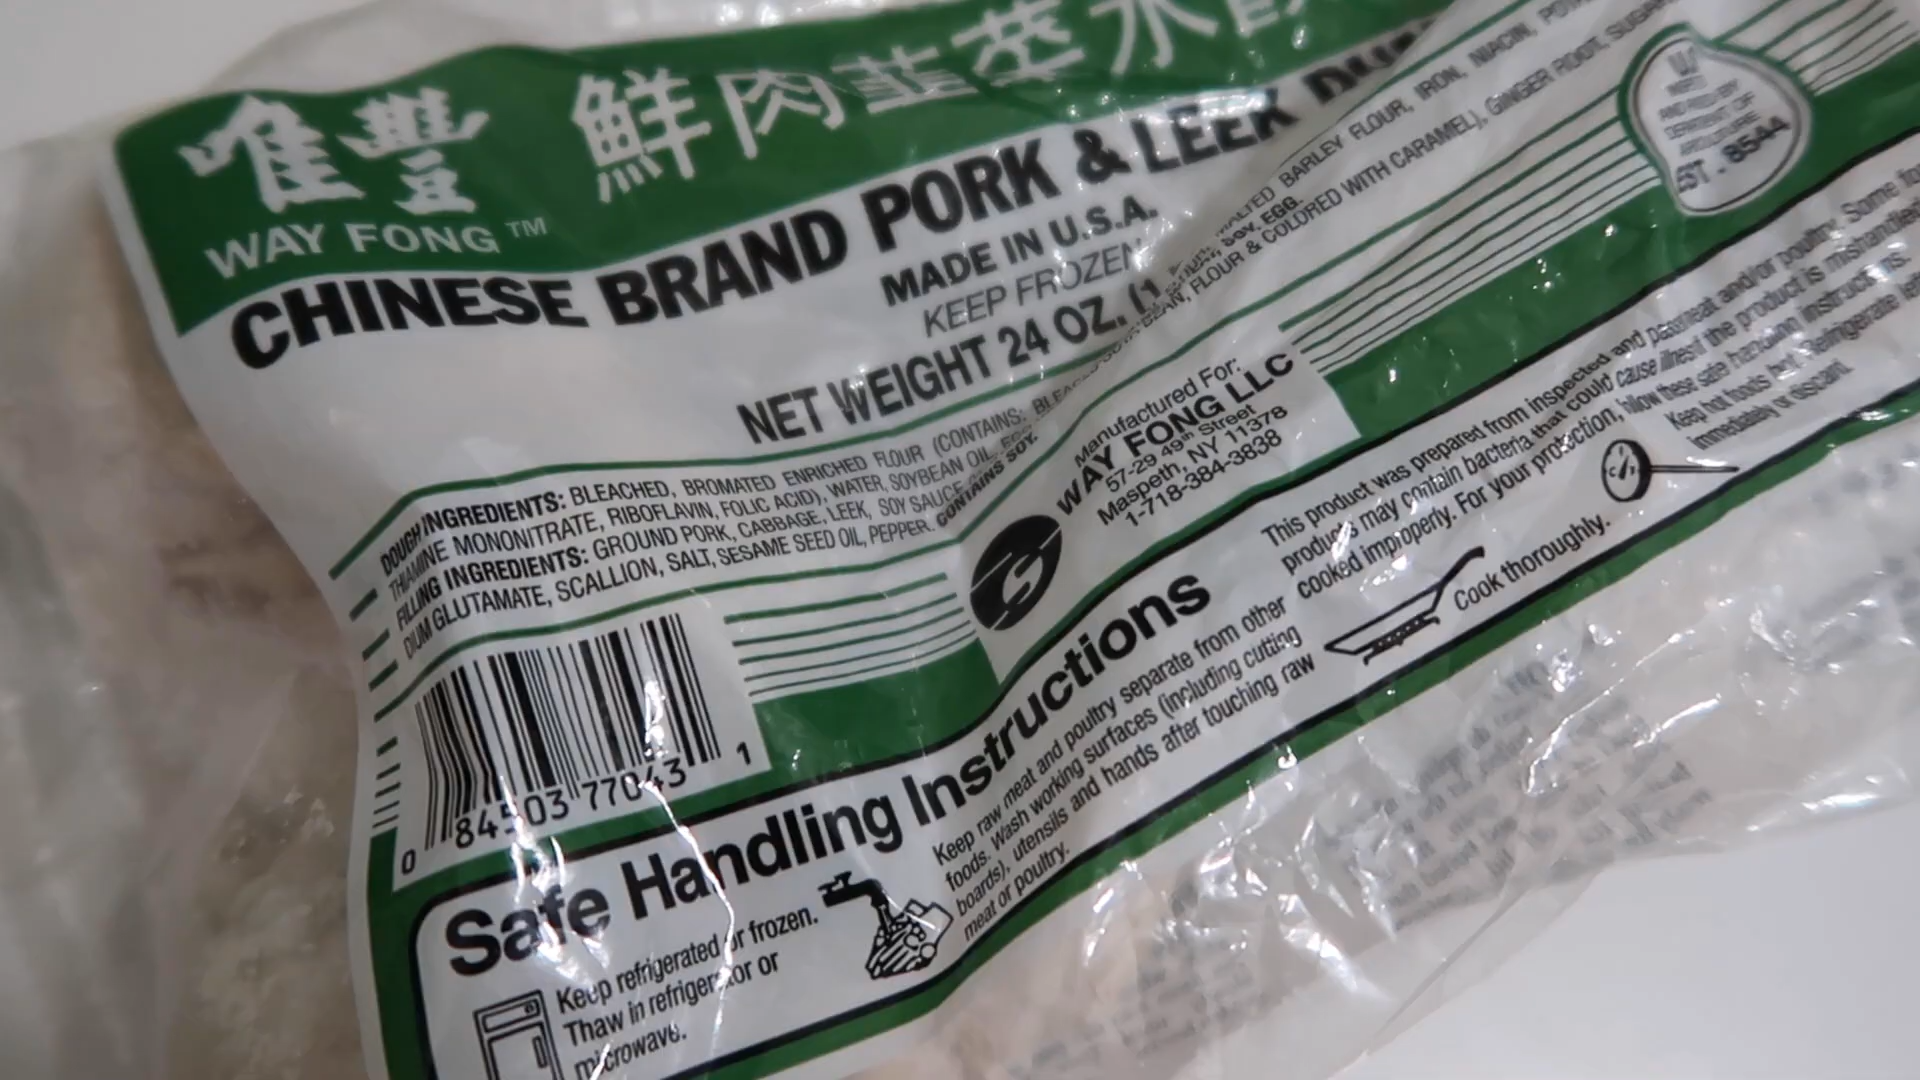 唯豐 鮮肉韮菜水餃
WAY FONG™
CHINESE BRAND PORK & LEEK
MADE IN U.S.A.
KEEP FROZEN
NET WEIGHT 24 OZ. (1
DOUGH INGREDIENTS: BLEACHED, BROMATED ENRICHED FLOUR (CONTAINS: MALTED BARLEY FLOUR, IRON, NIACIN,
THIAMINE MONONITRATE, RIBOFLAVIN, FOLIC ACID), WATER, SOYBEAN OIL, EGG.
FILLING INGREDIENTS: GROUND PORK, CABBAGE, LEEK, SOY SAUCE FLOUR & COLORED WITH CARAMEL), GINGER ROOT, SUGAR
DIUM GLUTAMATE, SCALLION, SALT, SESAME SEED OIL, PEPPER. CONTAINS SOY.
Manufactured For:
WAY FONG LLC
57-29 49th Street
Maspeth, NY 11378
1-718-384-3838
EST. 8544
0 84503 77043 1
Safe Handling Instructions
This product was prepared from inspected and meat and/or poultry. Some
products may contain bacteria that could cause the product is mishandled
cooked improperly. For your protection, follow these safe handling
Keep refrigerated or frozen.
Thaw in refrigerator or
microwave.
Keep raw meat and poultry separate from other
foods. Wash working surfaces (including cutting
boards), utensils and hands after touching raw
meat or poultry.
Cook thoroughly.
Keep hot foods hot. Refrigerate
immediately or discard.